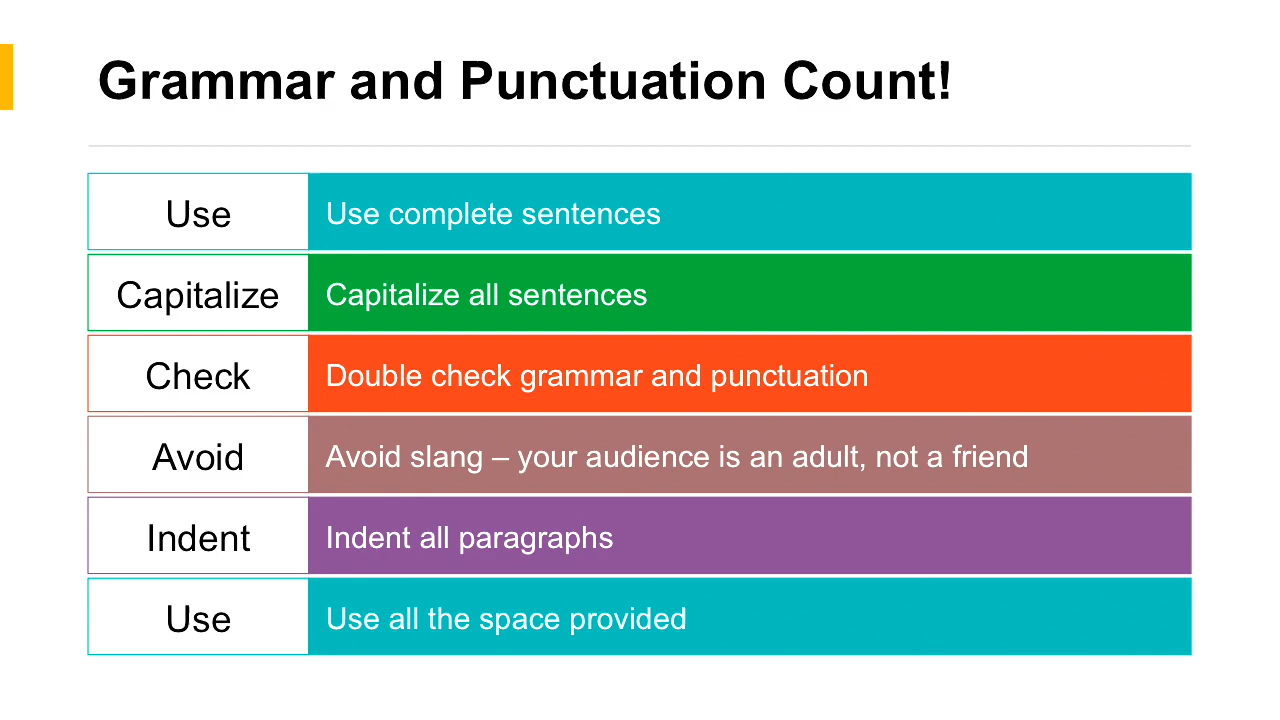 Grammar and Punctuation Count!
Use
Use complete sentences
Capitalize
Capitalize all sentences
Check
Double check grammar and punctuation
Avoid
Avoid slang – your audience is an adult, not a friend
Indent
Indent all paragraphs
Use
Use all the space provided